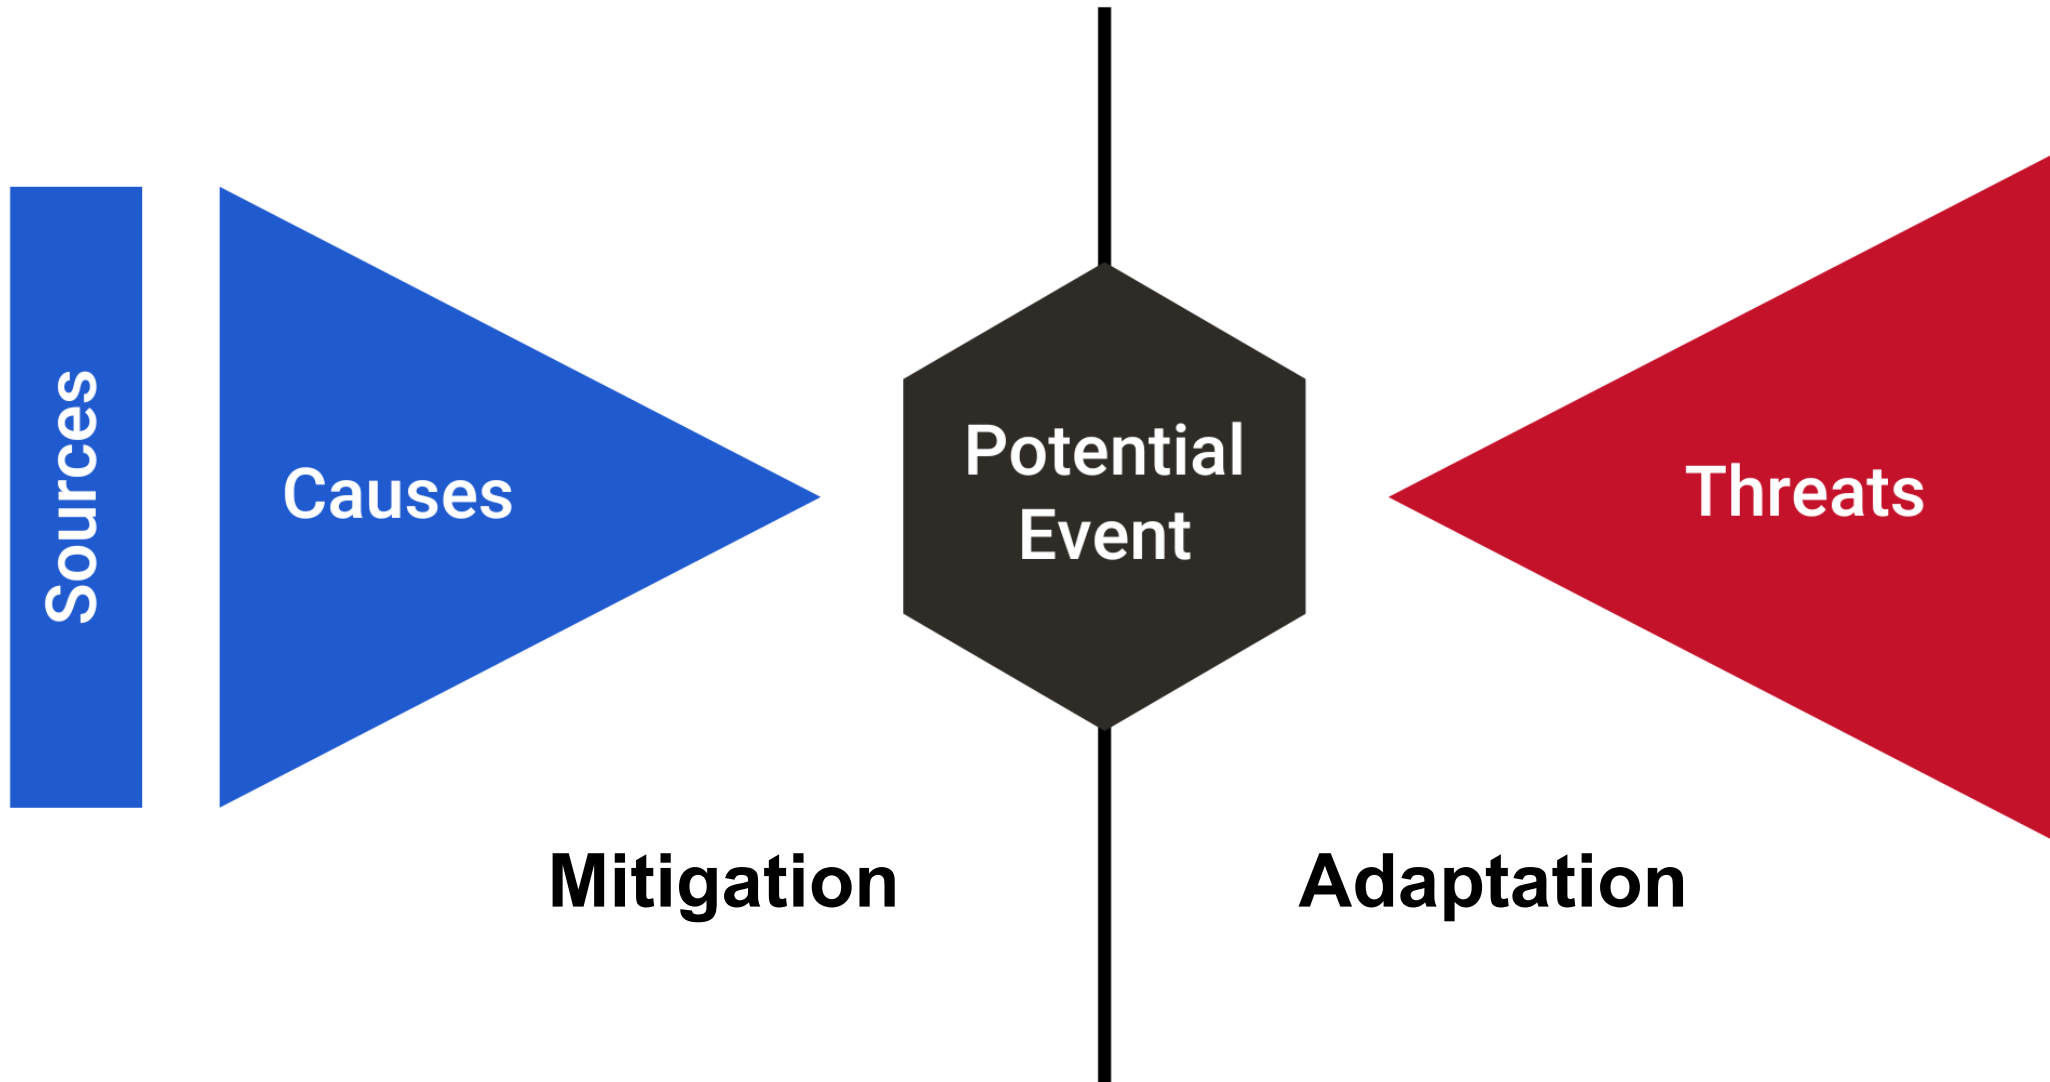 Sources
Causes
Potential
Event
Threats
Mitigation
Adaptation